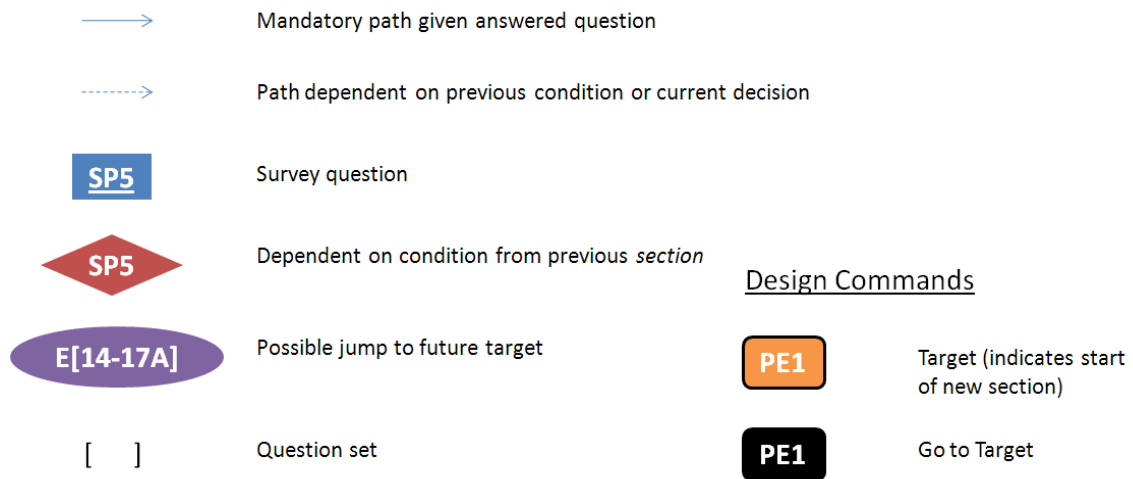 Mandatory path given answered question
Path dependent on previous condition or current decision
SP5
Survey question
SP5
Dependent on condition from previous section
Design Commands
E[14-17A]
Possible jump to future target
PE1
Target (indicates start
of new section)
[ ]
Question set
PE1
Go to Target